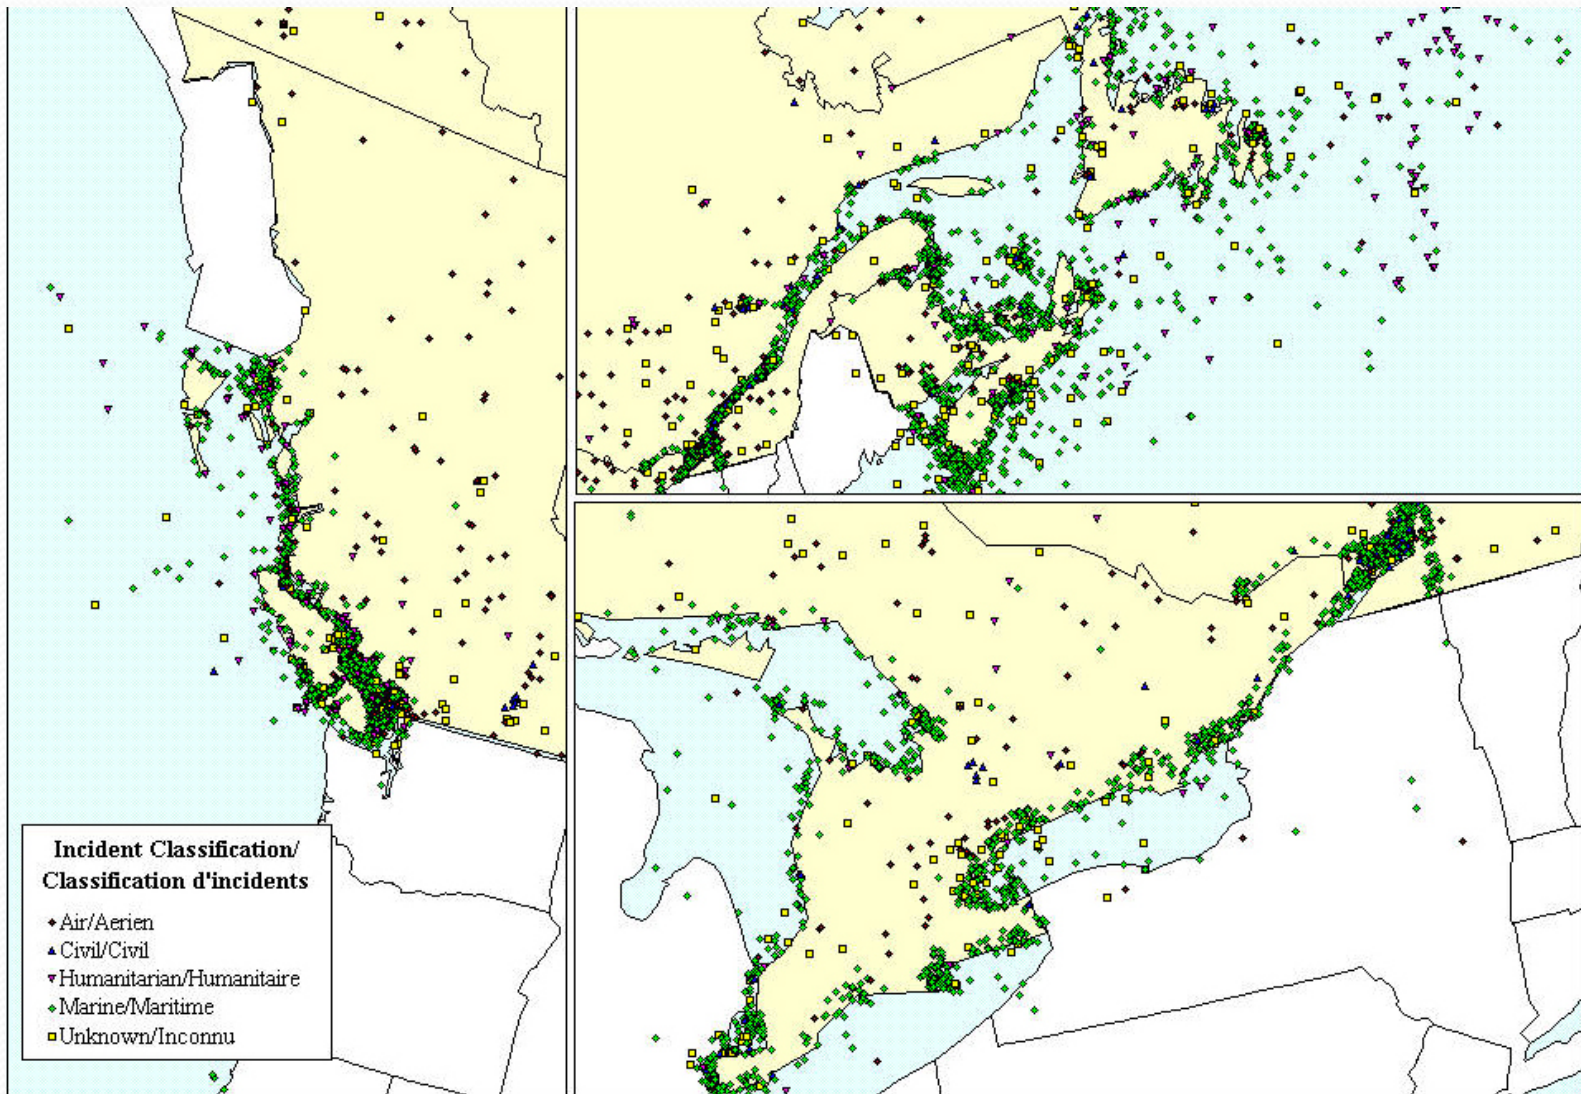 Incident Classification/
Classification d'incidents
Air/Aerien
Civil/Civil
Humanitarian/Humanitaire
Marine/Maritime
Unknown/Inconnu